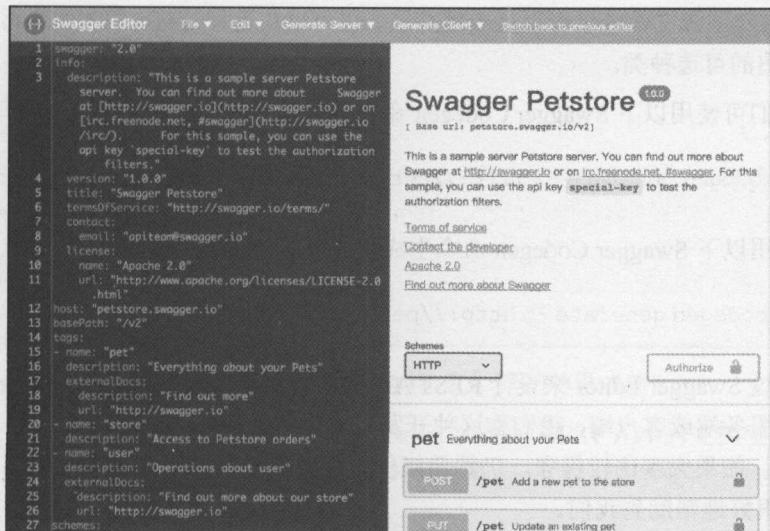 Swagger Editor File ▼ Edit ▼ Generate Server ▼ Generate Client ▼ Switch back to previous editor
1 swagger: "2.0"
2 info:
3 description: "This is a sample server Petstore
server. You can find out more about Swagger
at [http://swagger.io](http://swagger.io) or on
[irc.freenode.net, #swagger](http://swagger.io
/irc/). For this sample, you can use the
api key `special-key` to test the authorization
filters."
4 version: "1.0.0"
5 title: "Swagger Petstore"
6 termsOfService: "http://swagger.io/terms/"
7 contact:
8 email: "apiteam@swagger.io"
9 license:
10 name: "Apache 2.0"
11 url: "http://www.apache.org/licenses/LICENSE-2.0
.html"
12 host: "petstore.swagger.io"
13 basePath: "/v2"
14 tags:
15 - name: "pet"
16 description: "Everything about your Pets"
17 externalDocs:
18 description: "Find out more"
19 url: "http://swagger.io"
20 - name: "store"
21 description: "Access to Petstore orders"
22 - name: "user"
23 description: "Operations about user"
24 externalDocs:
25 description: "Find out more about our store"
26 url: "http://swagger.io"
27 schemes:
Swagger Petstore 1.0.0
[ Base url: petstore.swagger.io/v2]
This is a sample server Petstore server. You can find out more about
Swagger at http://swagger.io or on irc.freenode.net, #swagger. For this
sample, you can use the api key special-key to test the
authorization filters.
Terms of service
Contact the developer
Apache 2.0
Find out more about Swagger
Schemes
HTTP
Authorize
pet Everything about your Pets
POST /pet Add a new pet to the store
PUT /pet Update an existing pet